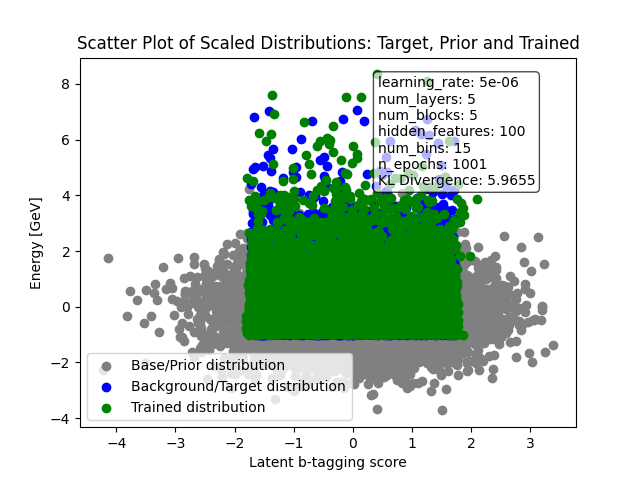 Scatter Plot of Scaled Distributions: Target, Prior and Trained
learning_rate: 5e-06
num_layers: 5
num_blocks: 5
hidden_features: 100
num_bins: 15
n_epochs: 1001
KL Divergence: 5.9655
Energy [GeV]
8
6
4
2
0
−2
−4
Base/Prior distribution
Background/Target distribution
Trained distribution
−4 −3 −2 −1 0 1 2 3
Latent b-tagging score